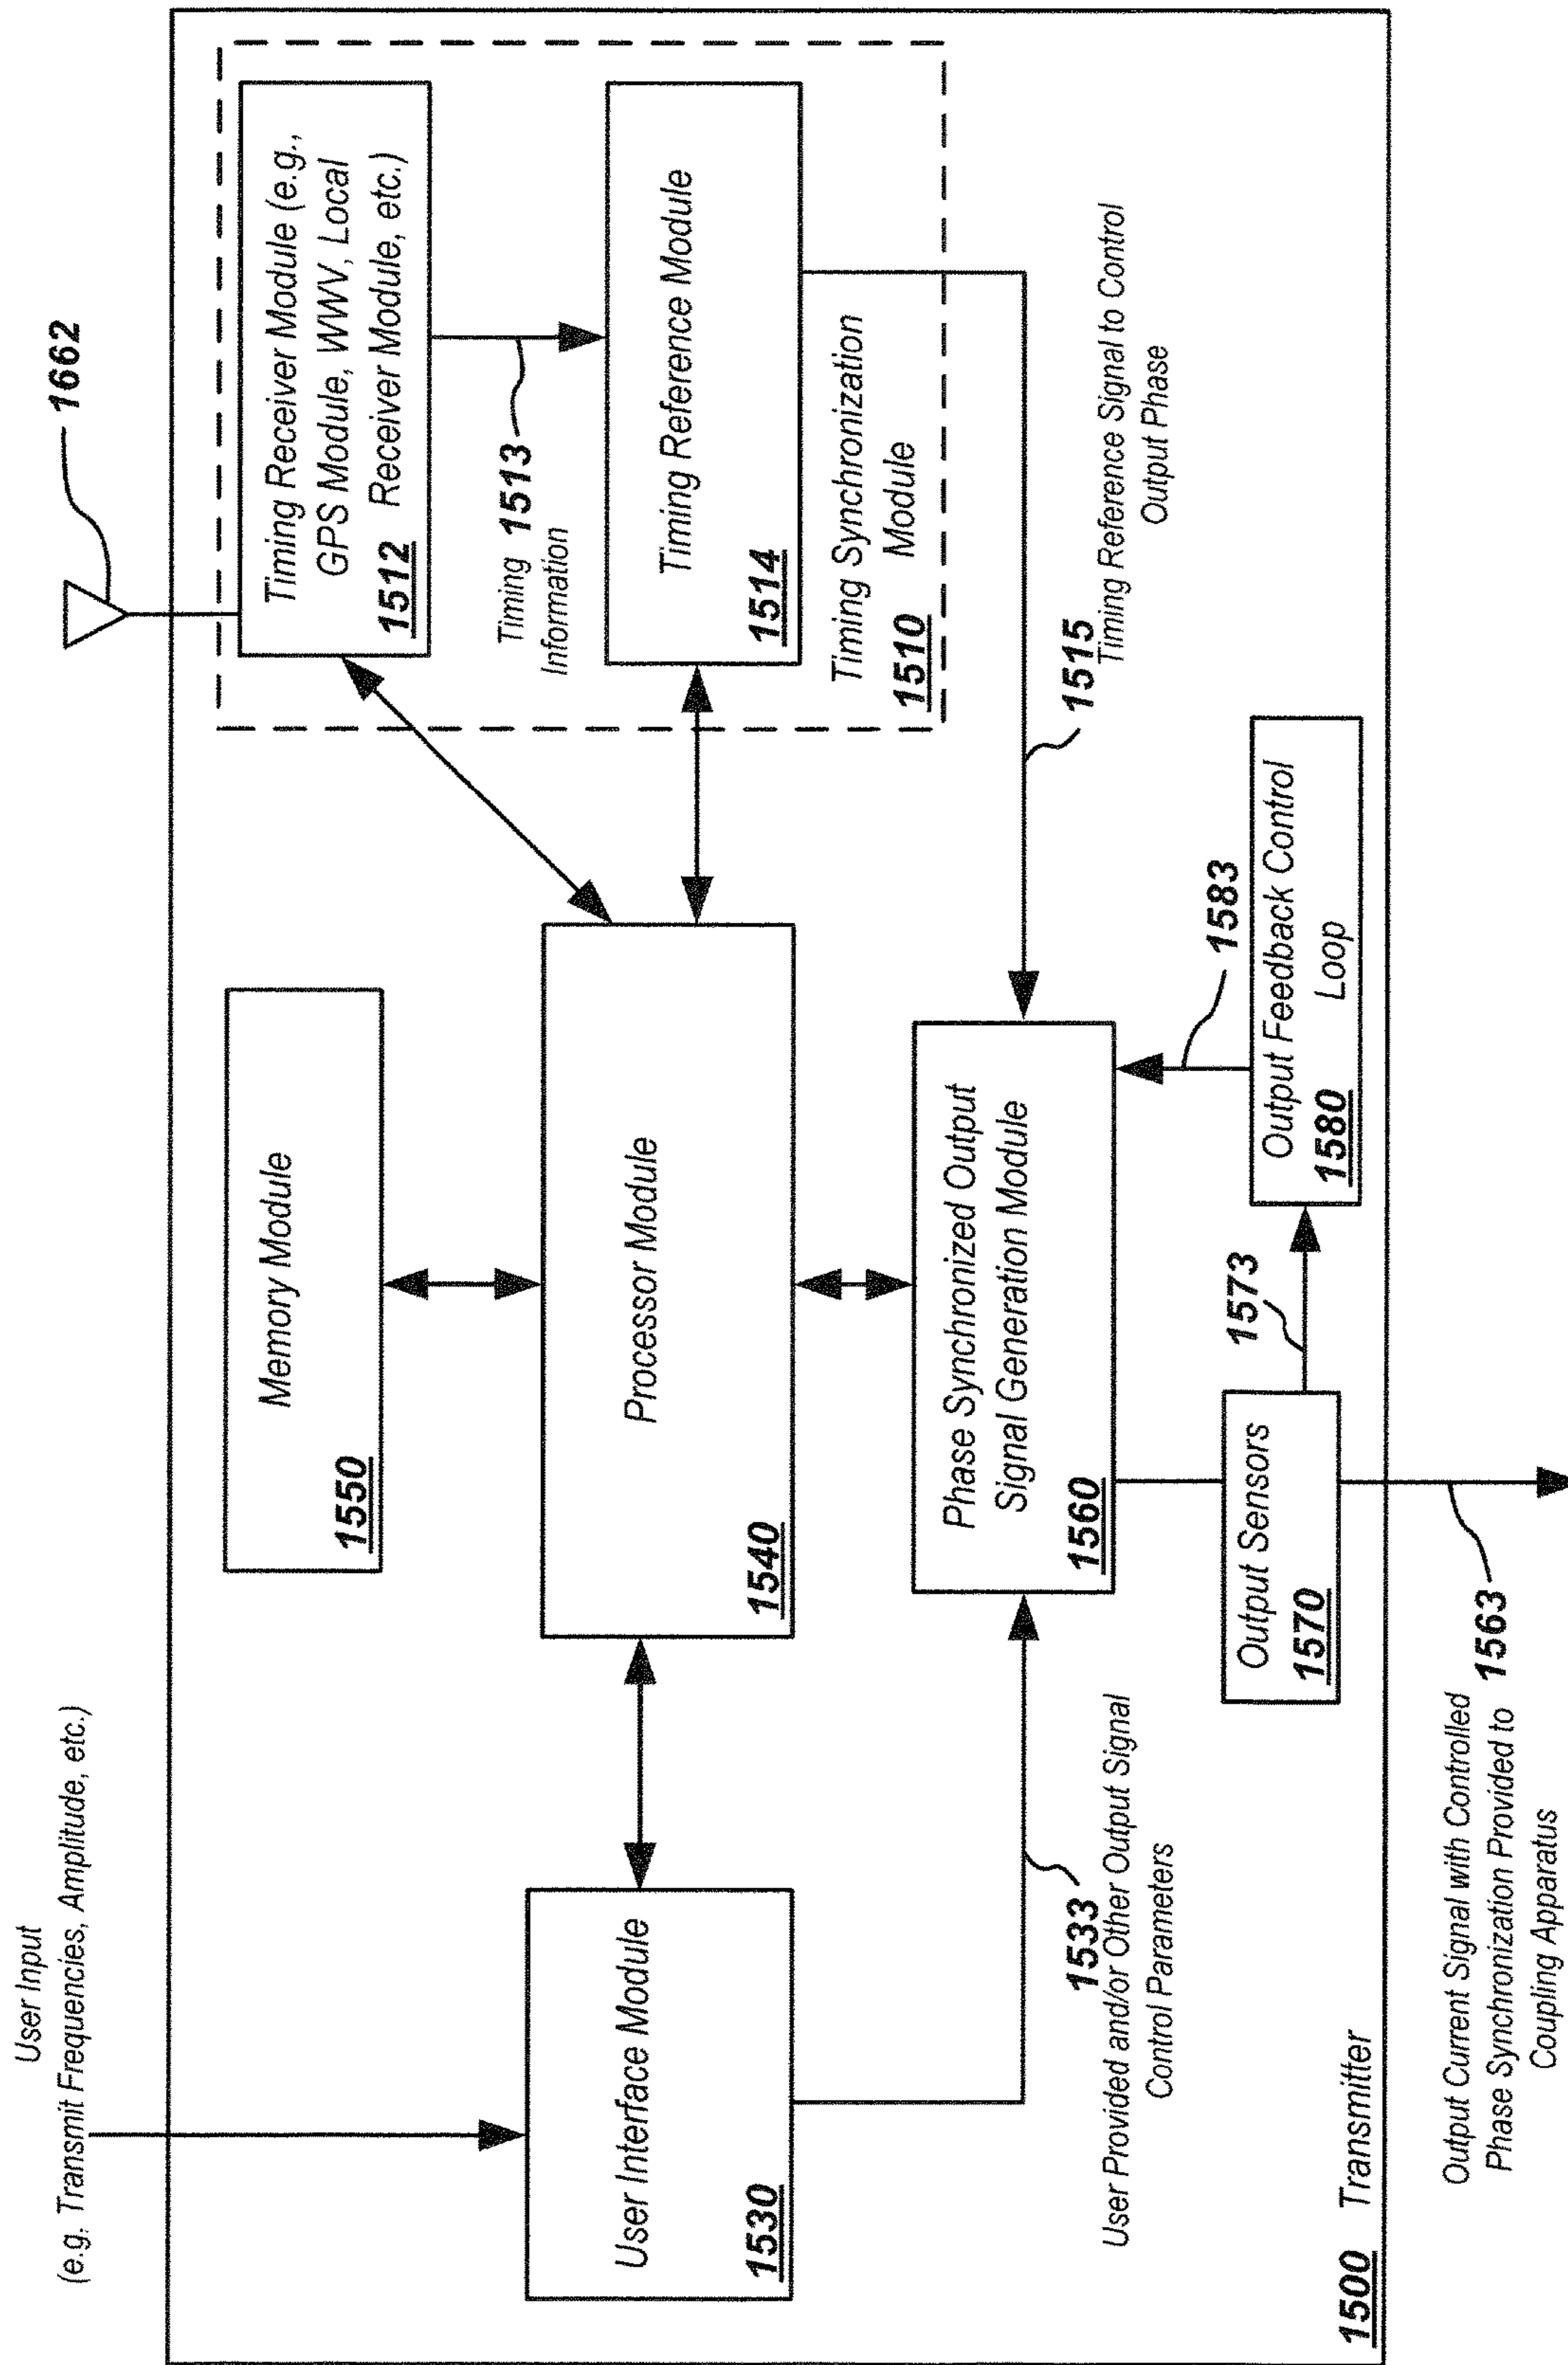 User Input
(e.g. Transmit Frequencies, Amplitude, etc.)
1662
Memory Module
1550
Timing Receiver Module (e.g.,
GPS Module, WWV, Local
1512 Receiver Module, etc.)
Timing 1513
Information
User Interface Module
1530
Processor Module
1540
Timing Reference Module
1514
Timing Synchronization
Module
1510
Phase Synchronized Output
Signal Generation Module
1560
1515
Timing Reference Signal to Control
Output Phase
1533
User Provided and/or Other Output Signal
Control Parameters
1583
Output Sensors
1570
1573
Output Feedback Control
1580 Loop
1500 Transmitter
Output Current Signal with Controlled
Phase Synchronization Provided to 1563
Coupling Apparatus